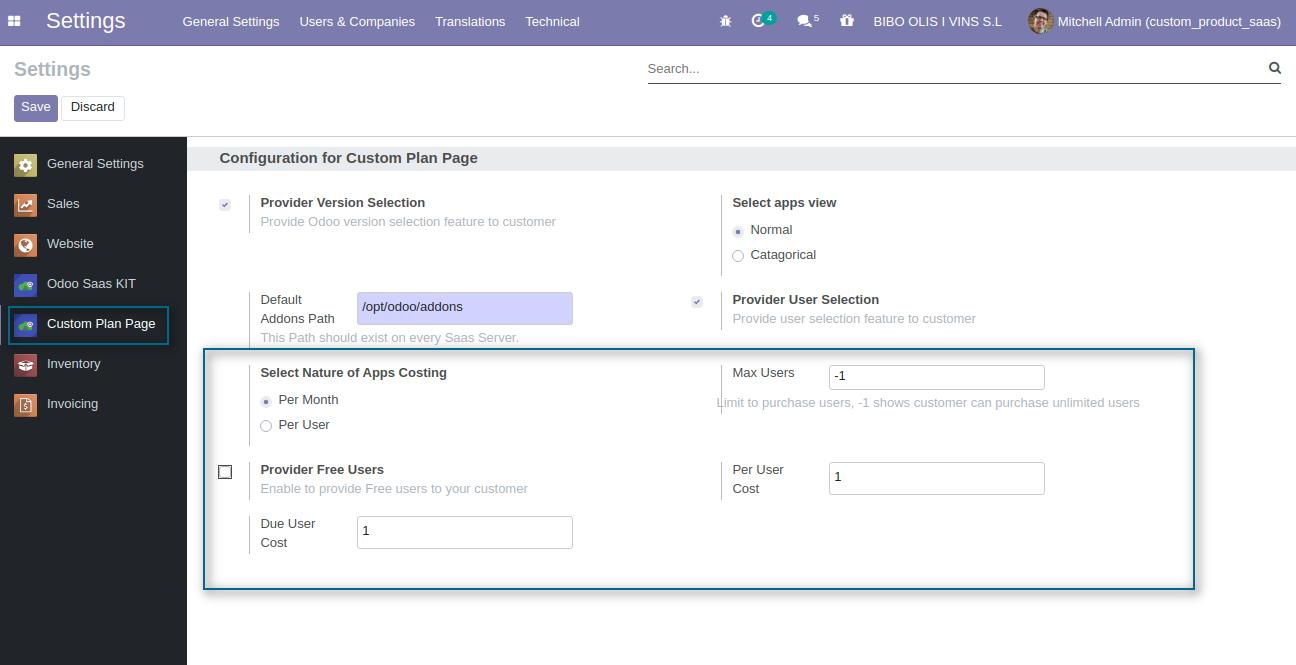 Settings General Settings Users & Companies Translations Technical 4 5 BIBO OLIS I VINS S.L Mitchell Admin (custom_product_saas)
Settings
Search...
Save Discard
General Settings
Sales
Website
Odoo Saas KIT
Custom Plan Page
Inventory
Invoicing
Configuration for Custom Plan Page
Provider Version Selection
Provide Odoo version selection feature to customer
Select apps view
Normal
Catagorical
Default
Addons Path
/opt/odoo/addons
This Path should exist on every Saas Server.
Provider User Selection
Provide user selection feature to customer
Select Nature of Apps Costing
Per Month
Per User
Max Users
-1
Limit to purchase users, -1 shows customer can purchase unlimited users
Provider Free Users
Enable to provide Free users to your customer
Per User
Cost
1
Due User
Cost
1